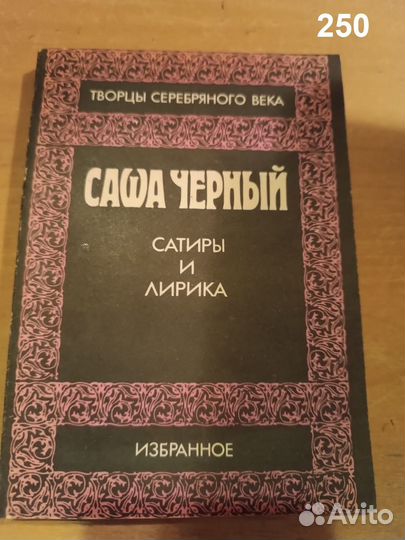 250
ТВОРЦЫ СЕРЕБРЯНОГО ВЕКА
САША ЧЕРНЫЙ
САТИРЫ
И
ЛИРИКА
ИЗБРАННОЕ
Avito